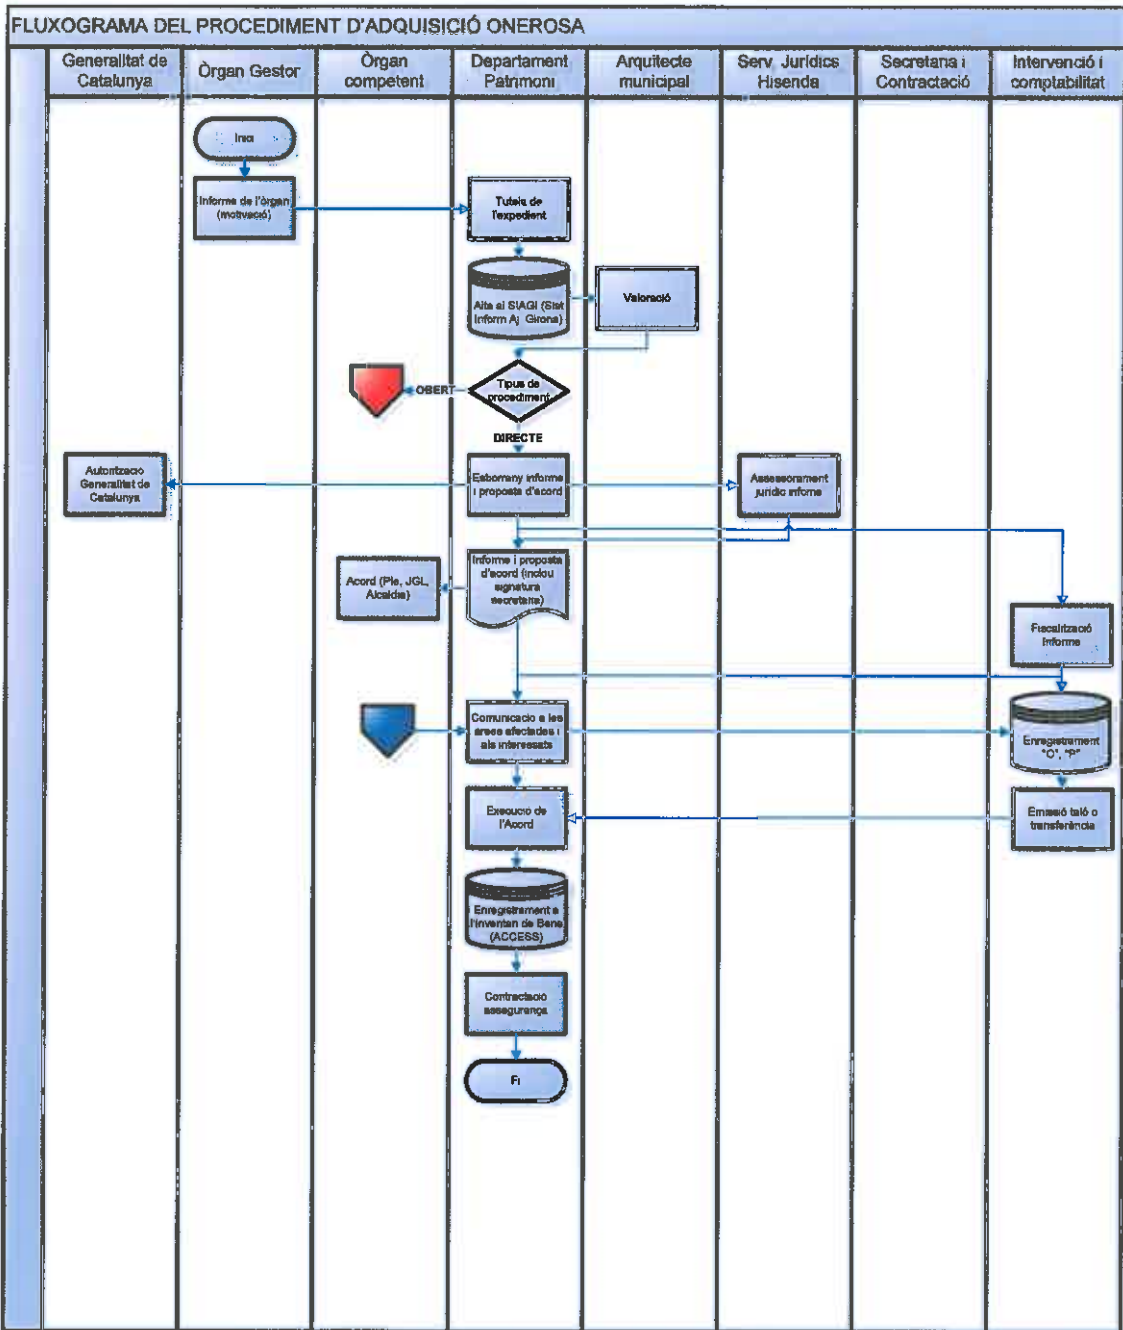 FLUXOGRAMA DEL PROCEDIMENT D'ADQUISICIÓ ONEROSA
Generalitat de
Catalunya
Òrgan Gestor
Òrgan
competent
Departament
Patrimoni
Arquitecte
municipal
Serv. Jurídics
Hisenda
Secretaria i
Contractació
Intervenció i
comptabilitat
Inici
Informe de l'òrgan
(motivació)
Tutela de
l'expedient
Alta al SIAGI (Sist
Inform Aj. Girona)
Valoració
Tipus de
procediment
OBERT
DIRECTE
Autorització
Generalitat de
Catalunya
Esborrany informe
i proposta d'acord
Assessorament
jurídic informe
Informe i proposta
d'acord (inclou
signatura
secretaria)
Acord (Ple, JGL,
Alcaldia)
Fiscalització
Informe
Comunicació a les
àrees afectades i
als interessats
Enregistrament
"O", "P"
Execució de
l'Acord
Emissió taló o
transferència
Enregistrament a
l'inventari de Bens
(ACCESS)
Contractació
assegurança
Fi